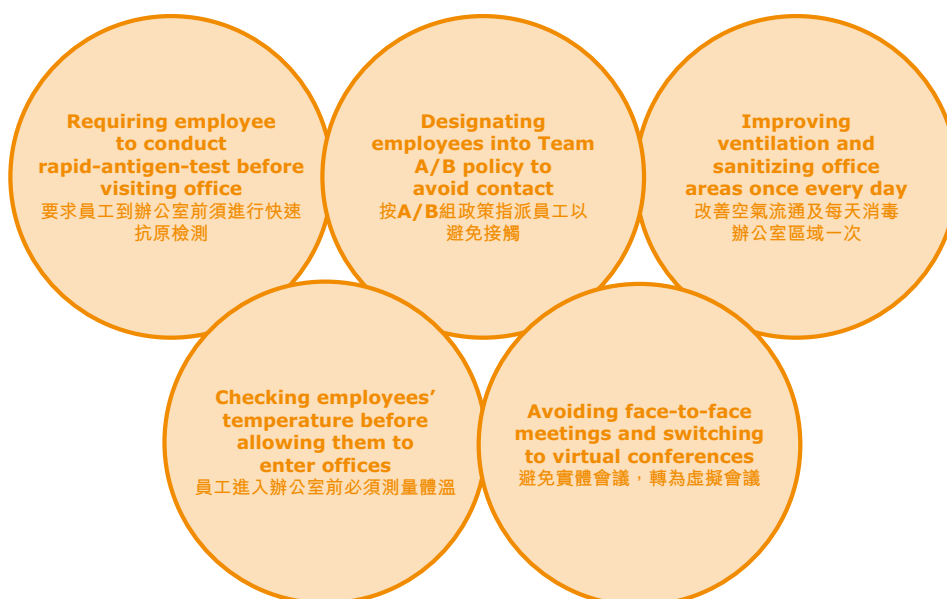 Requiring employee
to conduct
rapid-antigen-test before
visiting office
要求員工到辦公室前須進行快速
抗原檢測
Designating
employees into Team
A/B policy to
avoid contact
按A/B組政策指派員工以
避免接觸
Improving
ventilation and
sanitizing office
areas once every day
改善空氣流通及每天消毒
辦公室區域一次
Checking employees’
temperature before
allowing them to
enter offices
員工進入辦公室前必須測量體溫
Avoiding face-to-face
meetings and switching
to virtual conferences
避免實體會議，轉為虛擬會議